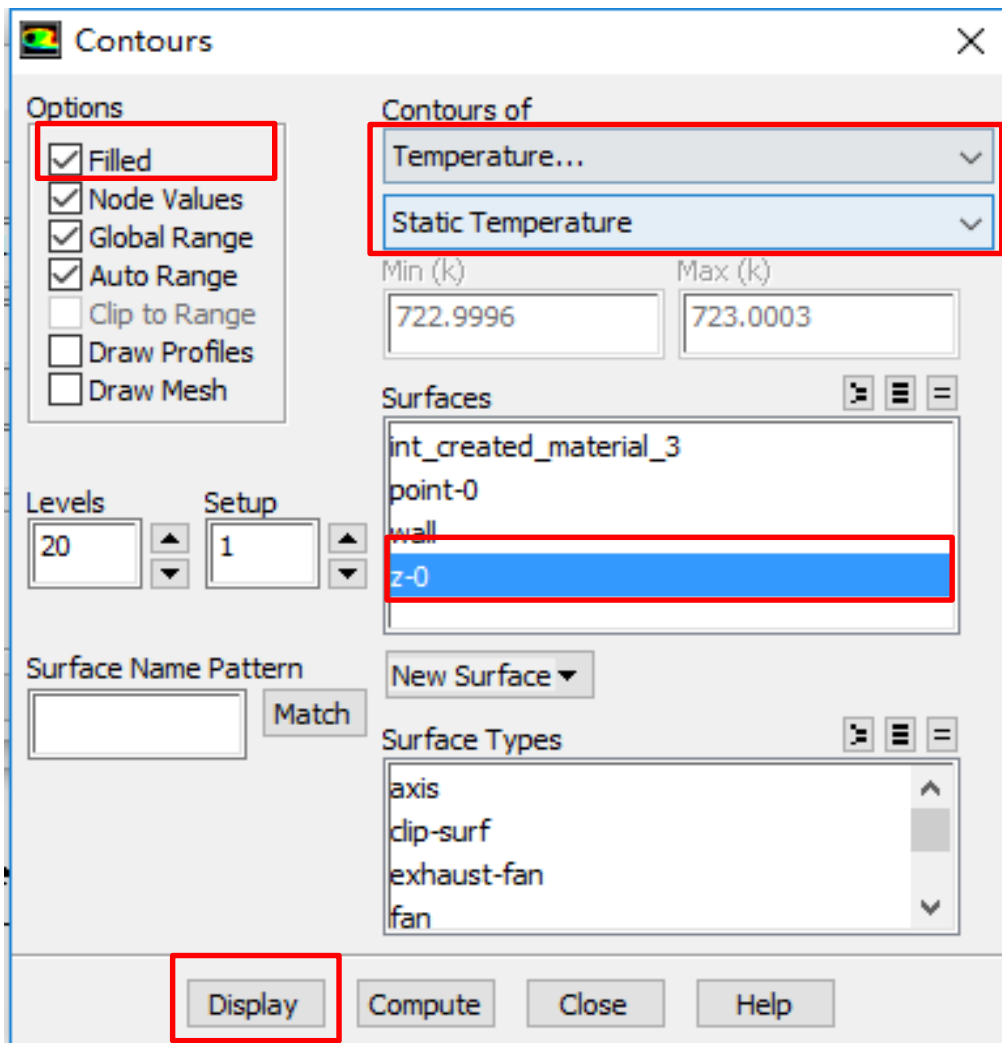 Contours
Options
Filled
Node Values
Global Range
Auto Range
Clip to Range
Draw Profiles
Draw Mesh
Levels
Setup
20
1
Surface Name Pattern
Match
Contours of
Temperature...
Static Temperature
Min (k)
Max (k)
722.9996
723.0003
Surfaces
int_created_material_3
point-0
wall
z-0
New Surface
Surface Types
axis
clip-surf
exhaust-fan
fan
Display
Compute
Close
Help